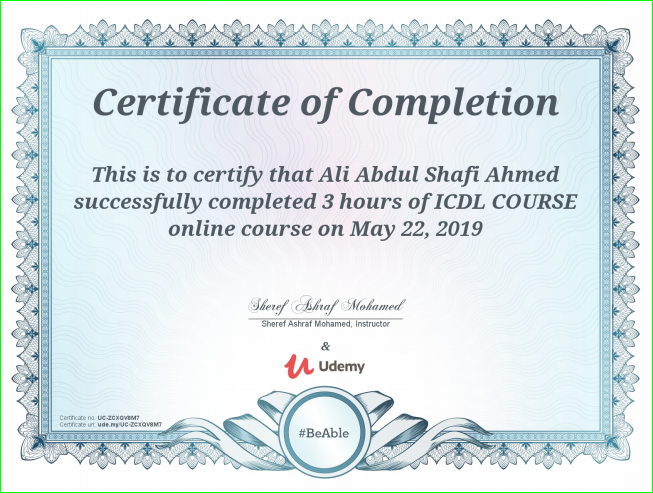 Certificate of Completion
This is to certify that Ali Abdul Shafi Ahmed
successfully completed 3 hours of ICDL COURSE
online course on May 22, 2019
Sheref Ashraf Mohamed
Sheref Ashraf Mohamed, Instructor
&
Udemy
#BeAble
Certificate no: UC-ZCXQV8M7
Certificate url: ude.my/UC-ZCXQV8M7